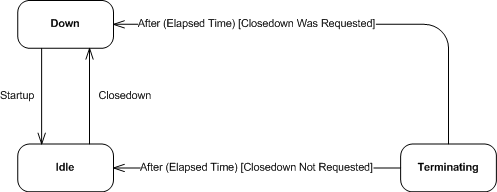 Down
After (Elapsed Time) [Closedown Was Requested]
Startup
Closedown
Idle
After (Elapsed Time) [Closedown Not Requested]
Terminating